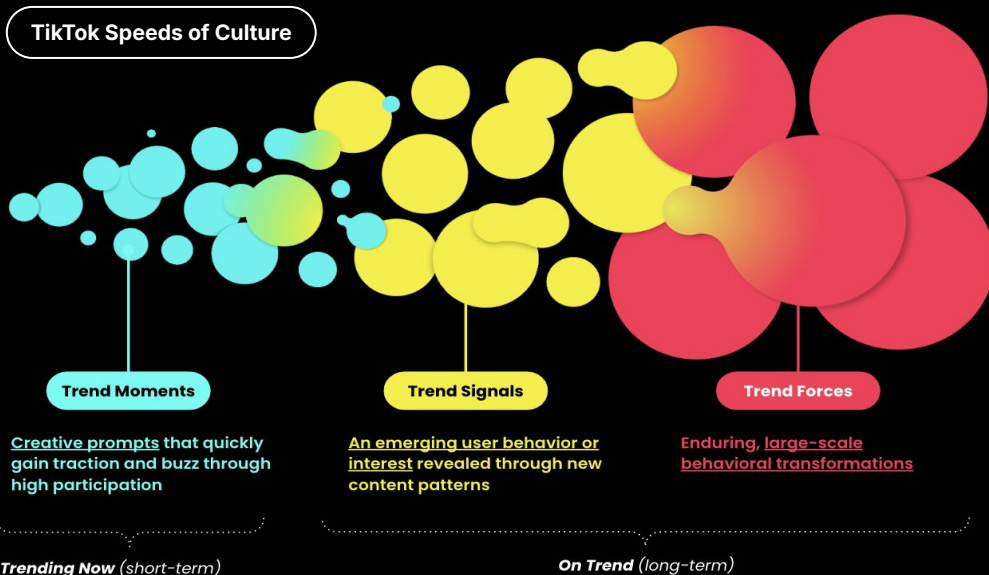 TikTok Speeds of Culture
Trend Moments
Creative prompts that quickly
gain traction and buzz through
high participation
Trend Signals
An emerging user behavior or
interest revealed through new
content patterns
Trend Forces
Enduring, large-scale
behavioral transformations
Trending Now (short-term)
On Trend (long-term)